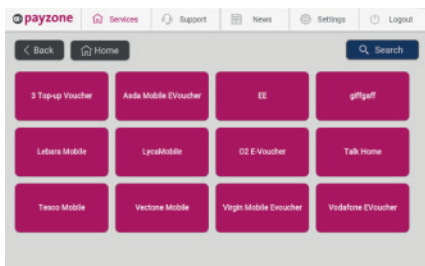 payzone Services Support News Settings Logout
< Back Home Search
3 Top-up Voucher Asda Mobile EVoucher EE giffgaff
Lebara Mobile LycaMobile O2 E-Voucher Talk Home
Tesco Mobile Vectone Mobile Virgin Mobile Evoucher Vodafone EVoucher